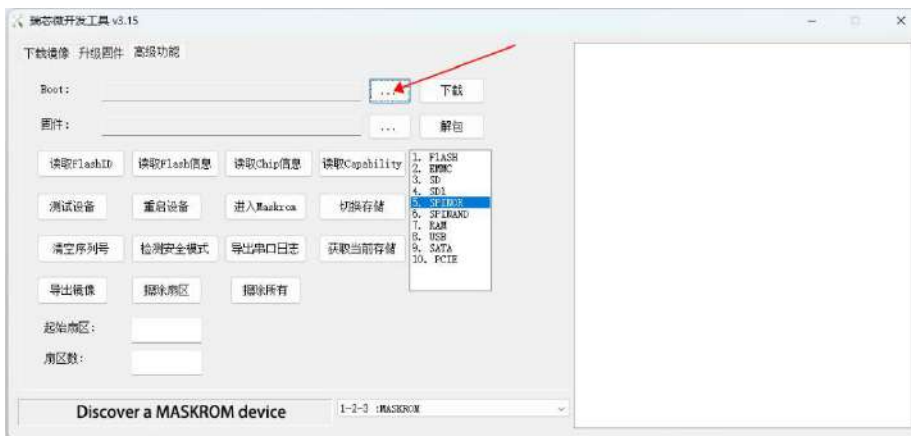 瑞芯微开发工具 v3.15
下载镜像 升级固件 高级功能
Boot:
...
下载
固件:
...
解包
读取FlashID 读取Flash信息 读取Chip信息 读取Capability
测试设备 重启设备 进入Maskrom 切换存储
清空序列号 检测安全模式 导出串口日志 获取当前存储
导出镜像 擦除扇区 擦除所有
1. FLASH
2. EMMC
3. SD
4. SD1
5. SPINOR
6. SPINAND
7. RAM
8. USB
9. SATA
10. PCIE
起始扇区:
扇区数:
Discover a MASKROM device
1-2-3 :MASKROM